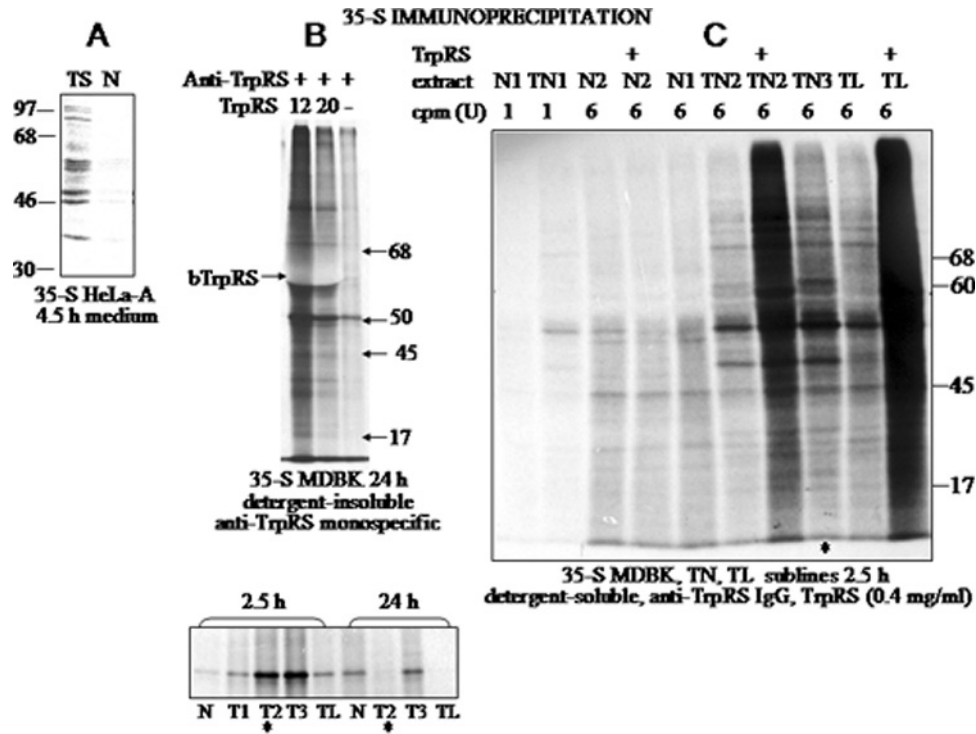 35-S IMMUNOPRECIPITATION
A
TS N
97
68
46
30
35-S HeLa-A
4.5 h medium
B
Anti-TrpRS + + +
TrpRS 12 20 –
bTrpRS
68
50
45
17
35-S MDBK 24 h
detergent-insoluble
anti-TrpRS monospecific
C
TrpRS + + +
extract N1 TN1 N2 N2 N1 TN2 TN2 TN3 TL TL
cpm (U) 1 1 6 6 6 6 6 6 6 6
68
60
45
17
*
35-S MDBK, TN, TL sublines 2.5 h
detergent-soluble, anti-TrpRS IgG, TrpRS (0.4 mg/ml)
2.5 h 24 h
N T1 T2 T3 TL N T2 T3 TL
* *